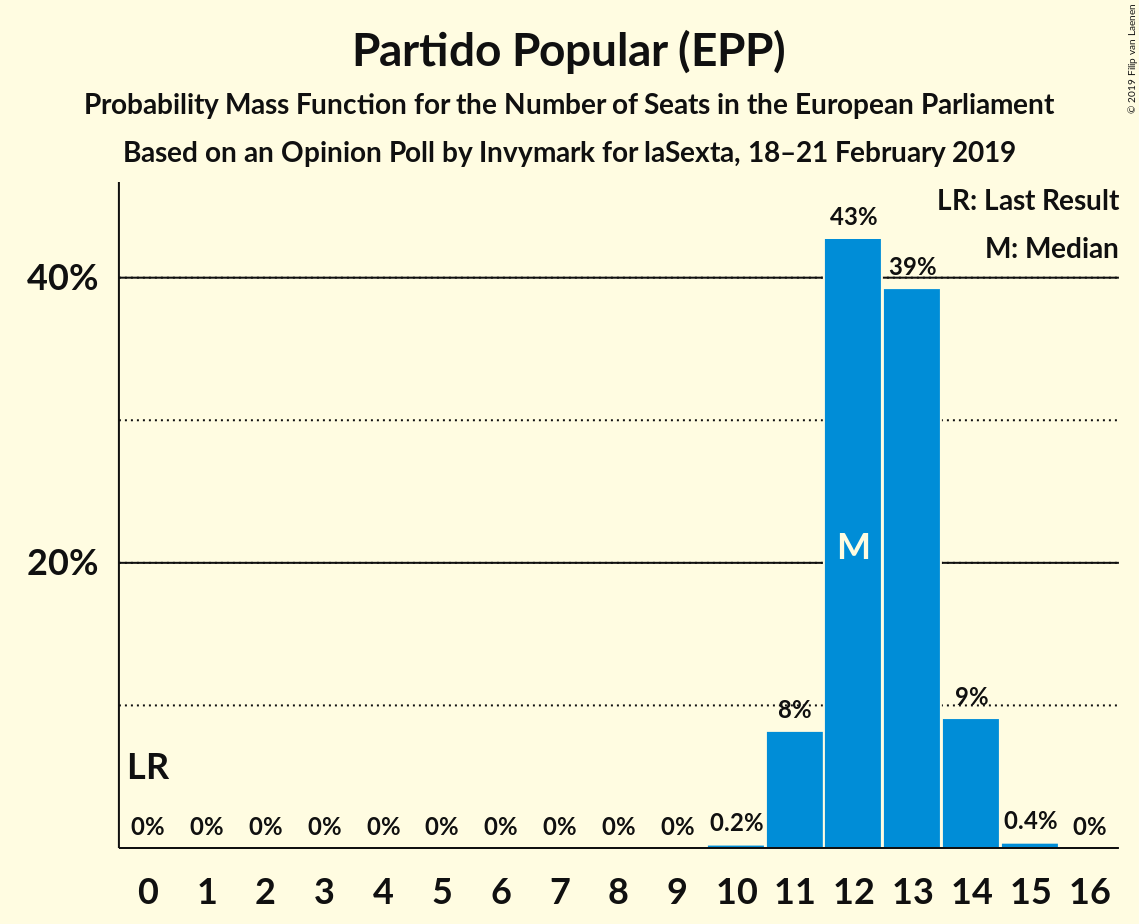 Partido Popular (EPP)
Probability Mass Function for the Number of Seats in the European Parliament
Based on an Opinion Poll by Invymark for laSexta, 18–21 February 2019
© 2019 Filip van Laenen
LR: Last Result
M: Median
43%
40%
39%
M
20%
9%
8%
LR
0% 0% 0% 0% 0% 0% 0% 0% 0% 0% 0.2% 0.4% 0%
0 1 2 3 4 5 6 7 8 9 10 11 12 13 14 15 16